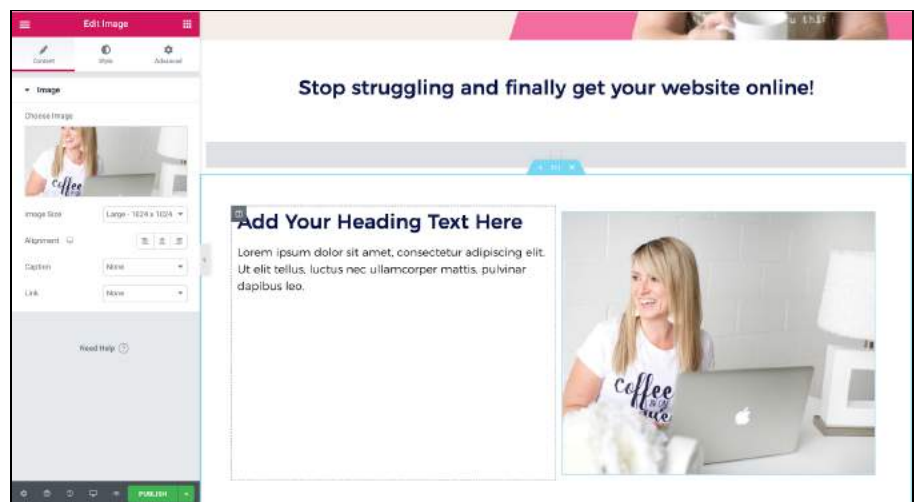 Edit Image
Content
Style
Advanced
Image
Choose Image
Image Size
Large - 1024 x 1024
Alignment
Caption
None
Link
None
Need Help
PUBLISH
u this
Stop struggling and finally get your website online!
Add Your Heading Text Here
Lorem ipsum dolor sit amet, consectetur adipiscing elit.
Ut elit tellus, luctus nec ullamcorper mattis, pulvinar
dapibus leo.
coffee